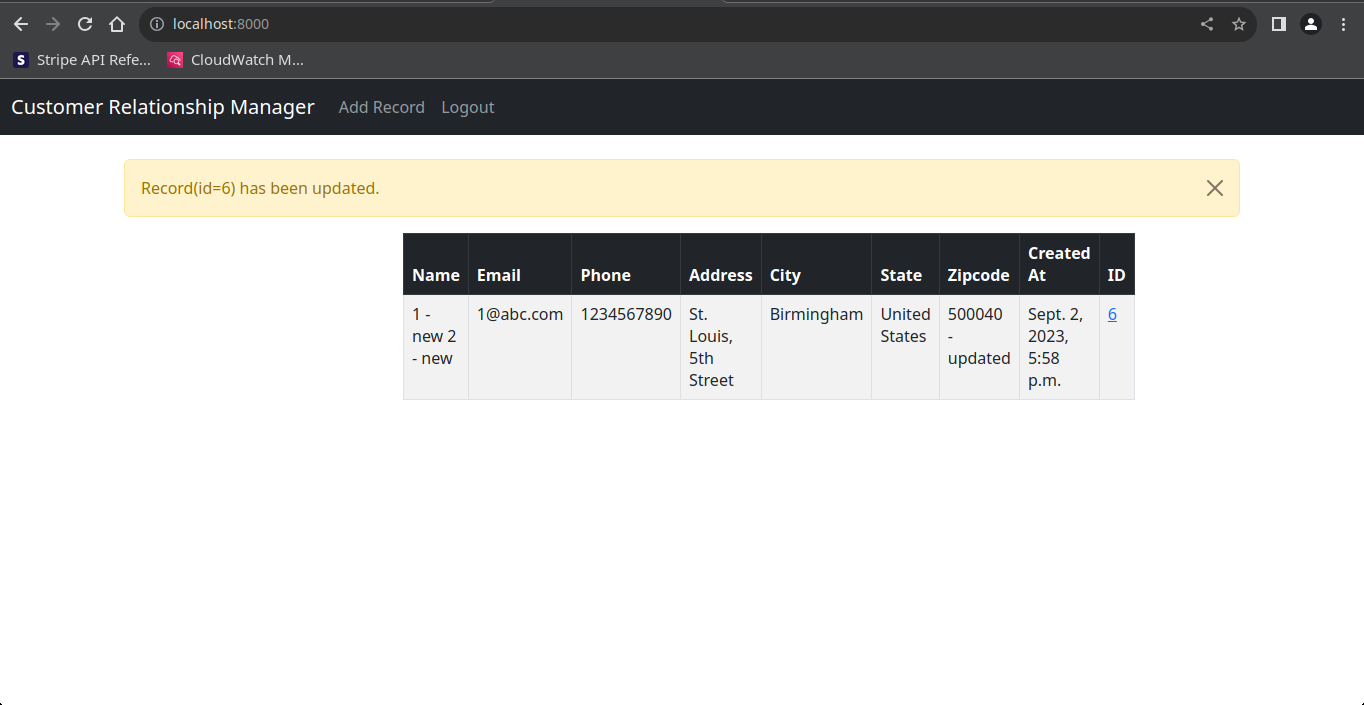 localhost:8000
S Stripe API Refe... CloudWatch M...
Customer Relationship Manager Add Record Logout
Record(id=6) has been updated.
Name Email Phone Address City State Zipcode Created At ID
1 - new 2 - new 1@abc.com 1234567890 St. Louis, 5th Street Birmingham United States 500040 - updated Sept. 2, 2023, 5:58 p.m. 6